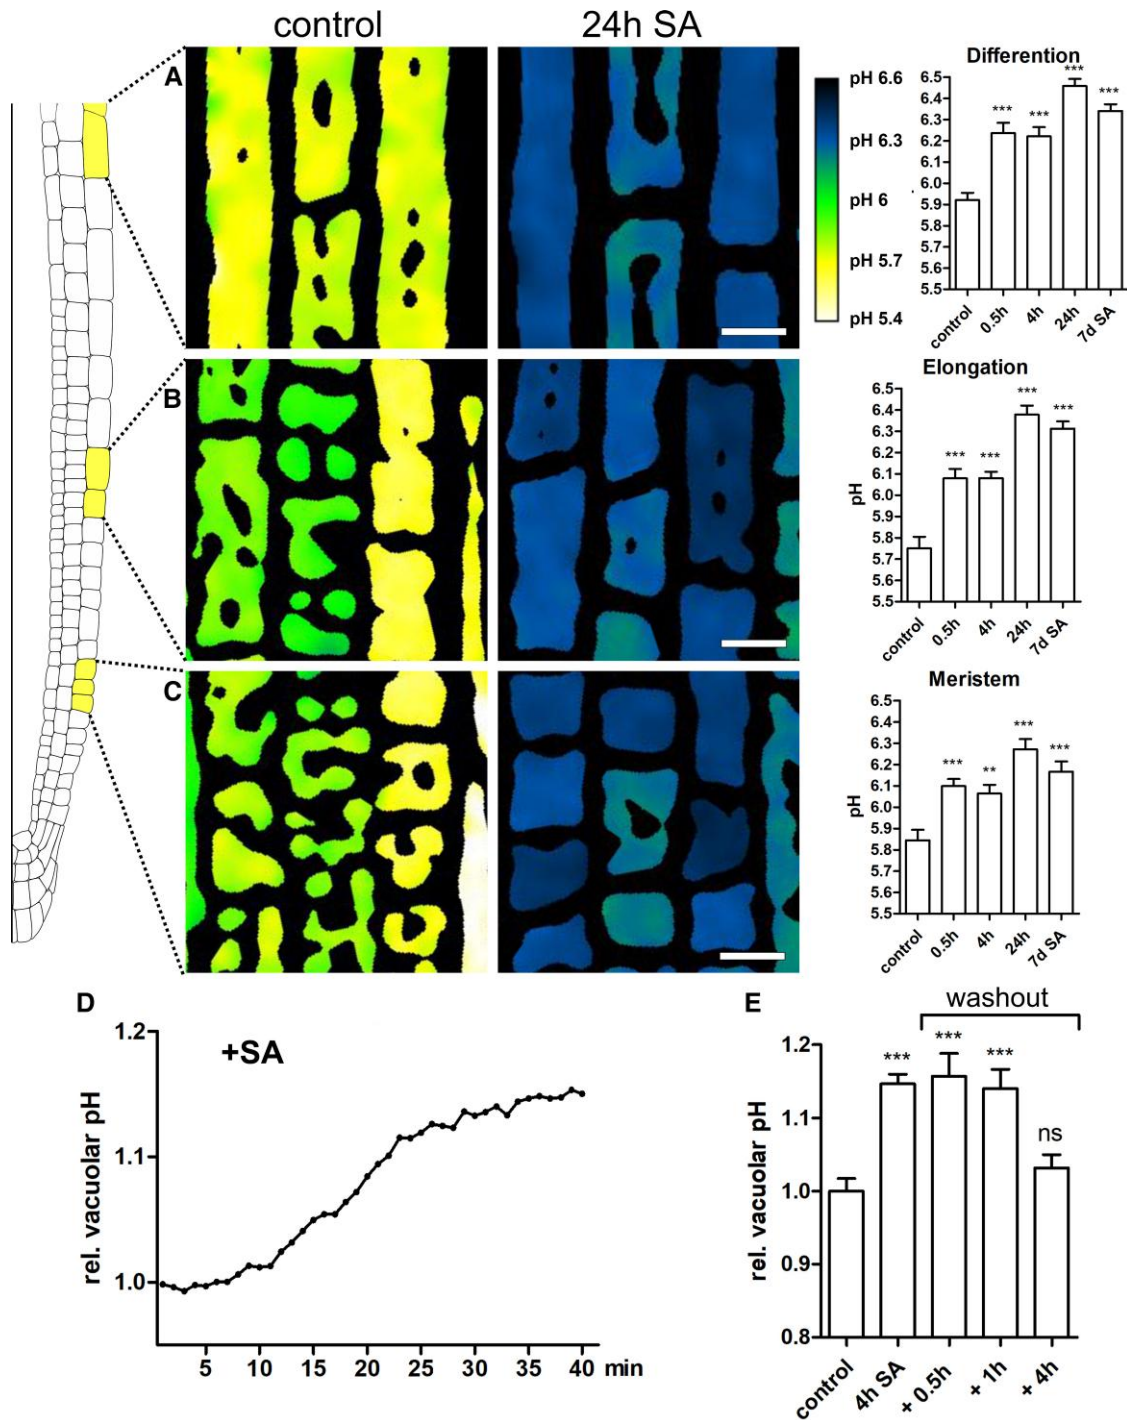 control
24h SA
A
pH 6.6
pH 6.3
pH 6
pH 5.7
pH 5.4
Differention
6.5
6.4
6.3
6.2
6.1
6.0
5.9
5.8
5.7
5.6
5.5
***
***
***
***
control
0.5h
4h
24h
7d SA
B
Elongation
pH
6.5
6.4
6.3
6.2
6.1
6.0
5.9
5.8
5.7
5.6
5.5
***
***
***
***
control
0.5h
4h
24h
7d SA
C
Meristem
pH
6.5
6.4
6.3
6.2
6.1
6.0
5.9
5.8
5.7
5.6
5.5
***
**
***
***
control
0.5h
4h
24h
7d SA
D
+SA
rel. vacuolar pH
1.2
1.1
1.0
5 10 15 20 25 30 35 40 min
E
washout
rel. vacuolar pH
1.2
1.1
1.0
0.9
0.8
***
***
***
ns
control
4h SA
+ 0.5h
+ 1h
+ 4h